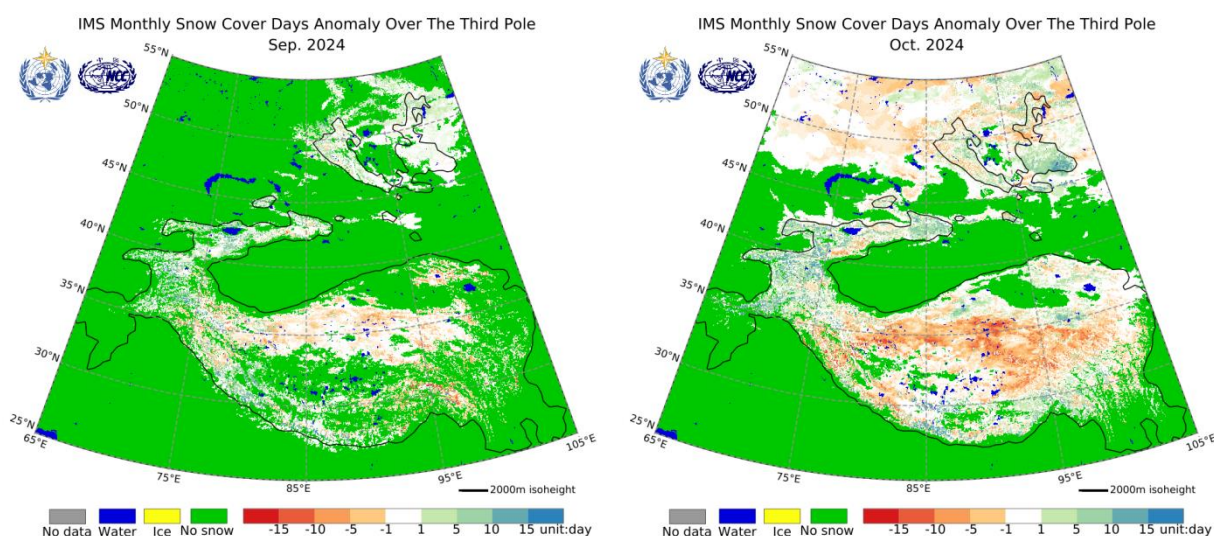 IMS Monthly Snow Cover Days Anomaly Over The Third Pole
Sep. 2024
NCC
55°N
50°N
45°N
40°N
35°N
30°N
25°N
65°E
75°E
85°E
95°E
105°E
2000m isoheight
No data Water Ice No snow -15 -10 -5 -1 1 5 10 15 unit:day
IMS Monthly Snow Cover Days Anomaly Over The Third Pole
Oct. 2024
NCC
55°N
50°N
45°N
40°N
35°N
30°N
25°N
65°E
75°E
85°E
95°E
105°E
2000m isoheight
No data Water Ice No snow -15 -10 -5 -1 1 5 10 15 unit:day